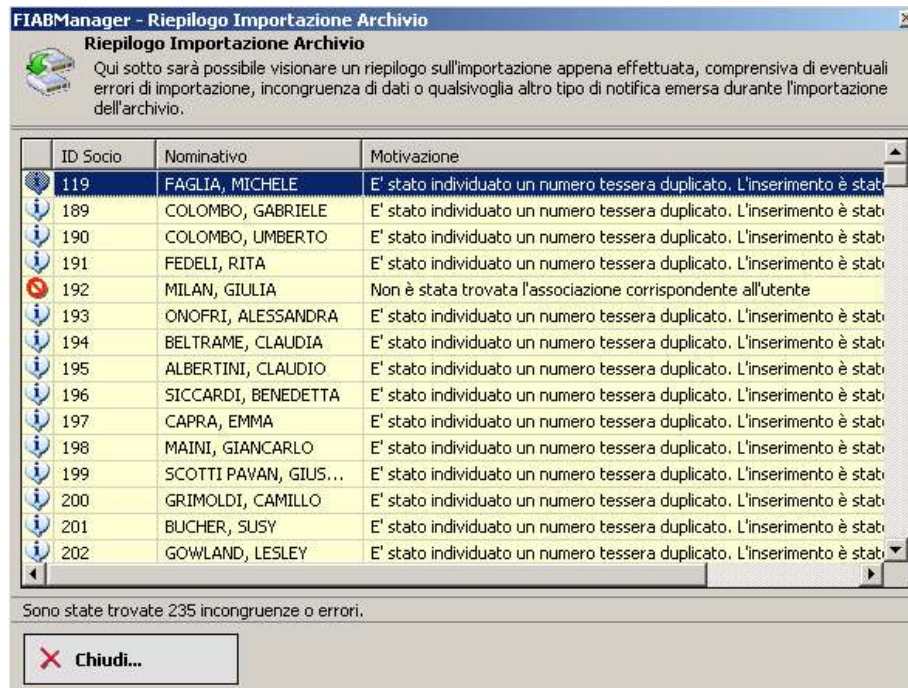 FIABManager - Riepilogo Importazione Archivio
Riepilogo Importazione Archivio
Qui sotto sarà possibile visionare un riepilogo sull'importazione appena effettuata, comprensiva di eventuali
errori di importazione, incongruenza di dati o qualsivoglia altro tipo di notifica emersa durante l'importazione
dell'archivio.
ID Socio Nominativo Motivazione
119 FAGLIA, MICHELE E' stato individuato un numero tessera duplicato. L'inserimento è stat
189 COLOMBO, GABRIELE E' stato individuato un numero tessera duplicato. L'inserimento è stat
190 COLOMBO, UMBERTO E' stato individuato un numero tessera duplicato. L'inserimento è stat
191 FEDELI, RITA E' stato individuato un numero tessera duplicato. L'inserimento è stat
192 MILAN, GIULIA Non è stata trovata l'associazione corrispondente all'utente
193 ONOFRI, ALESSANDRA E' stato individuato un numero tessera duplicato. L'inserimento è stat
194 BELTRAME, CLAUDIA E' stato individuato un numero tessera duplicato. L'inserimento è stat
195 ALBERTINI, CLAUDIO E' stato individuato un numero tessera duplicato. L'inserimento è stat
196 SICCARDI, BENEDETTA E' stato individuato un numero tessera duplicato. L'inserimento è stat
197 CAPRA, EMMA E' stato individuato un numero tessera duplicato. L'inserimento è stat
198 MAINI, GIANCARLO E' stato individuato un numero tessera duplicato. L'inserimento è stat
199 SCOTTI PAVAN, GIUS... E' stato individuato un numero tessera duplicato. L'inserimento è stat
200 GRIMOLDI, CAMILLO E' stato individuato un numero tessera duplicato. L'inserimento è stat
201 BUCHER, SUSY E' stato individuato un numero tessera duplicato. L'inserimento è stat
202 GOWLAND, LESLEY E' stato individuato un numero tessera duplicato. L'inserimento è stat
Sono state trovate 235 incongruenze o errori.
Chiudi...